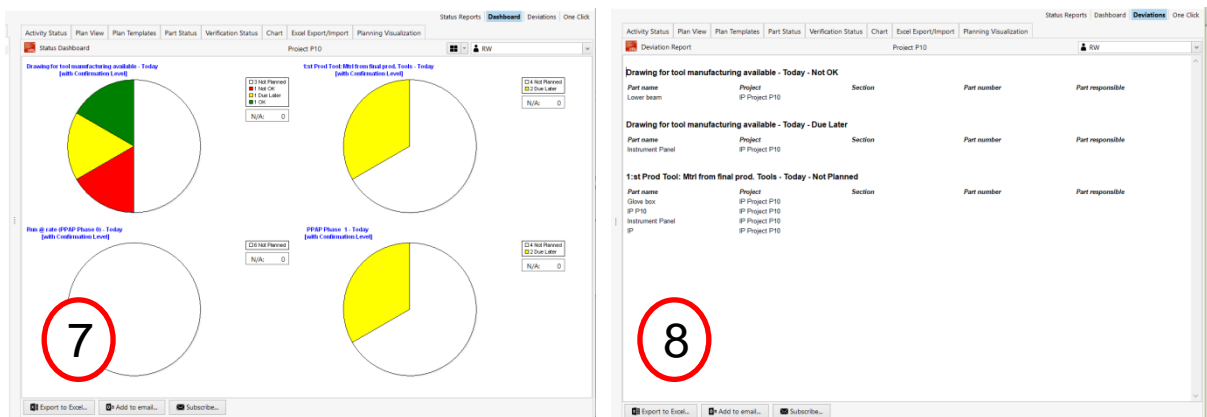 Status Reports Dashboard Deviations One Click
Activity Status Plan View Plan Templates Part Status Verification Status Chart Excel Export/Import Planning Visualization
Status Dashboard Project P10 RW
Drawing for tool manufacturing available - Today
[with Confirmation Level]
3 Not Planned
1 Not OK
1 Due Later
1 OK
N/A: 0
1:st Prod Tool: Mtrl from final prod. Tools - Today
[with Confirmation Level]
4 Not Planned
2 Due Later
N/A: 0
Run @ rate (PPAP Phase 0) - Today
[with Confirmation Level]
6 Not Planned
N/A: 0
PPAP Phase 1 - Today
[with Confirmation Level]
4 Not Planned
2 Due Later
N/A: 0
7
Export to Excel... Add to email... Subscribe...
Status Reports Dashboard Deviations One Click
Activity Status Plan View Plan Templates Part Status Verification Status Chart Excel Export/Import Planning Visualization
Deviation Report Project P10 RW
Drawing for tool manufacturing available - Today - Not OK
Part name Project Section Part number Part responsible
Lower beam IP Project P10
Drawing for tool manufacturing available - Today - Due Later
Part name Project Section Part number Part responsible
Instrument Panel IP Project P10
1:st Prod Tool: Mtrl from final prod. Tools - Today - Not Planned
Part name Project Section Part number Part responsible
Glove box IP Project P10
IP P10 IP Project P10
Instrument Panel IP Project P10
IP IP Project P10
8
Export to Excel... Add to email... Subscribe...